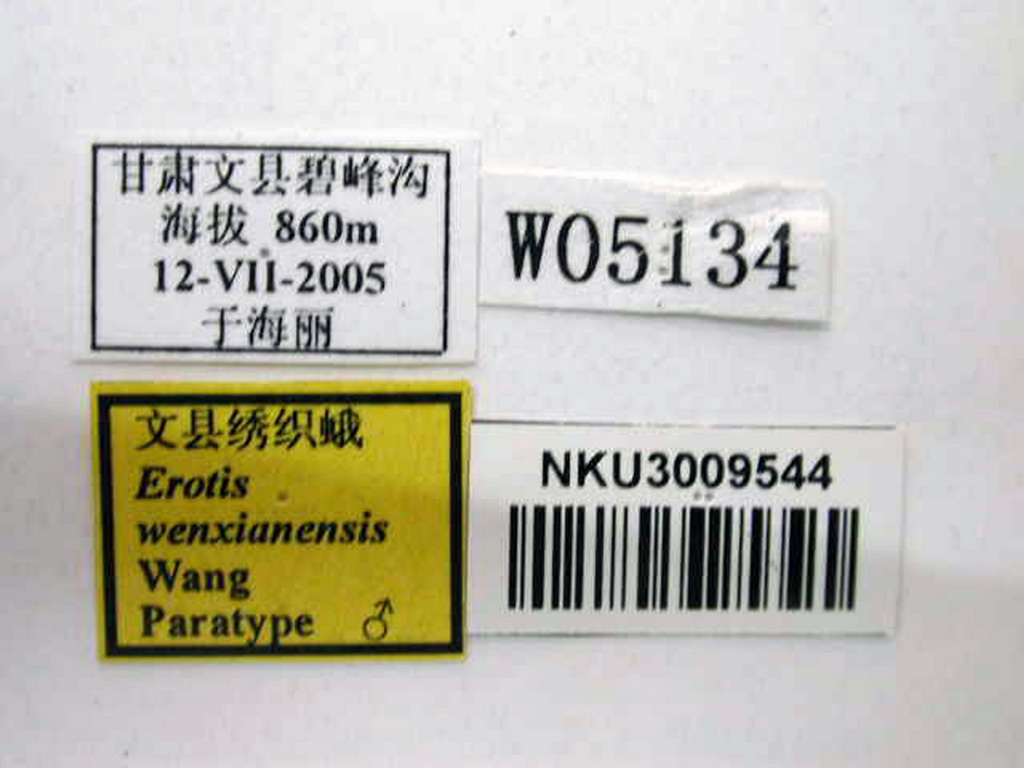 甘肃文县碧峰沟
海拔 860m
12-VII-2005
于海丽
W05134
文县绣织蛾
Erotis
wenxianensis
Wang
Paratype ♂
NKU3009544